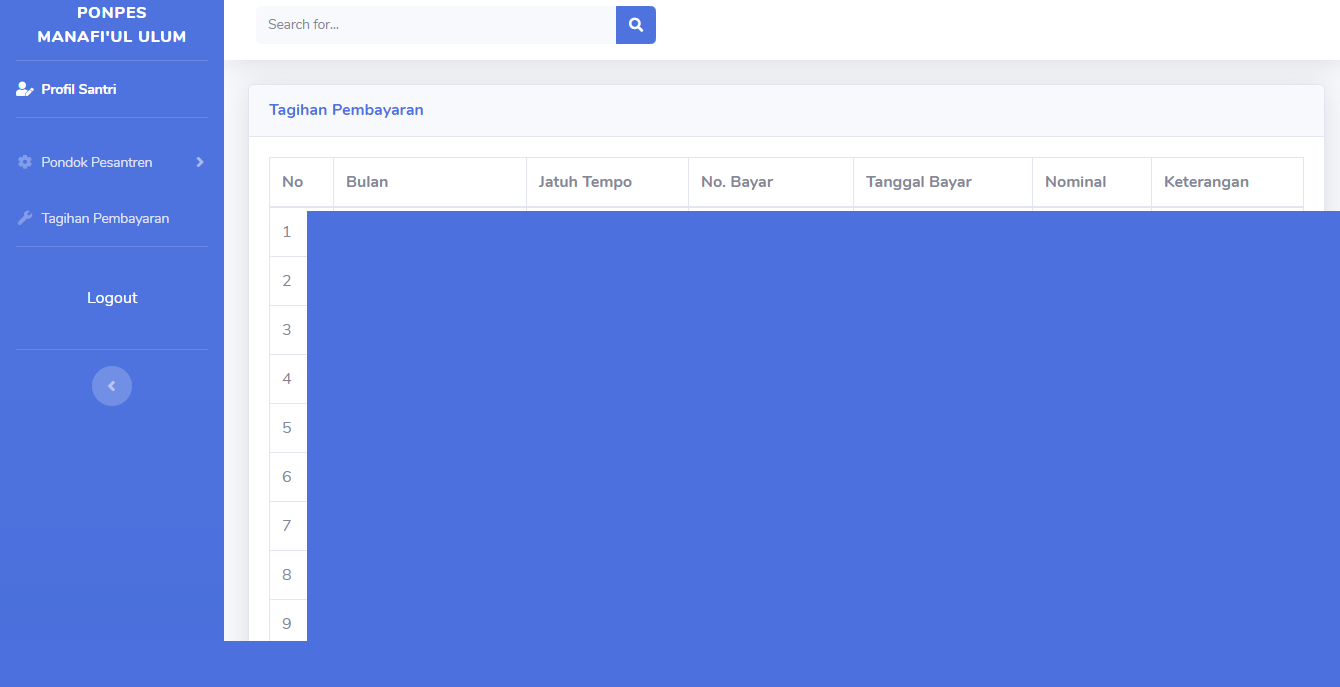 PONPES
MANAFI'UL ULUM
Profil Santri
Pondok Pesantren
Tagihan Pembayaran
Logout
Search for...
Tagihan Pembayaran
No Bulan Jatuh Tempo No. Bayar Tanggal Bayar Nominal Keterangan
1
2
3
4
5
6
7
8
9